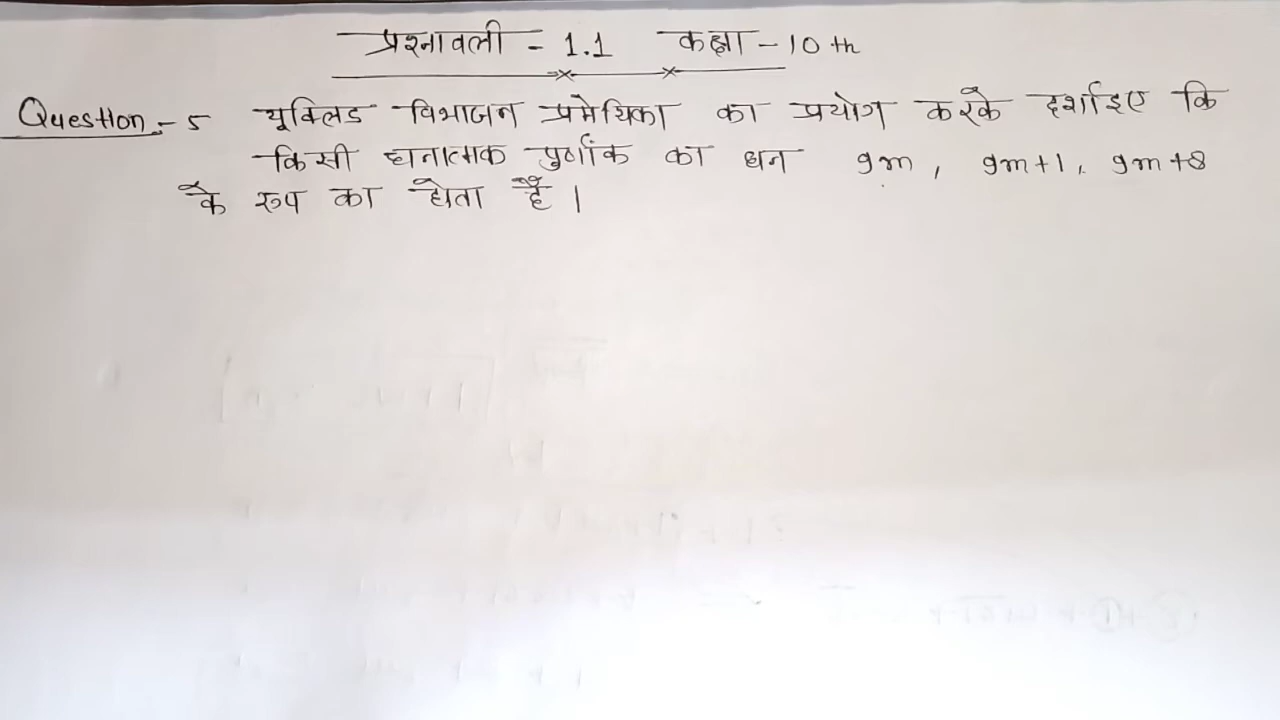 प्रश्नावली - 1.1 कक्षा - 10 th
Question - 5 यूक्लिड विभाजन प्रमेयिका का प्रयोग करके दर्शाइए कि
किसी धनात्मक पुर्णांक का धन 9m, 9m+1, 9m+8
के रुप का होता है।